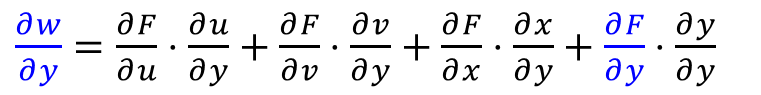 ∂w/∂y = ∂F/∂u · ∂u/∂y + ∂F/∂v · ∂v/∂y + ∂F/∂x · ∂x/∂y + ∂F/∂y · ∂y/∂y